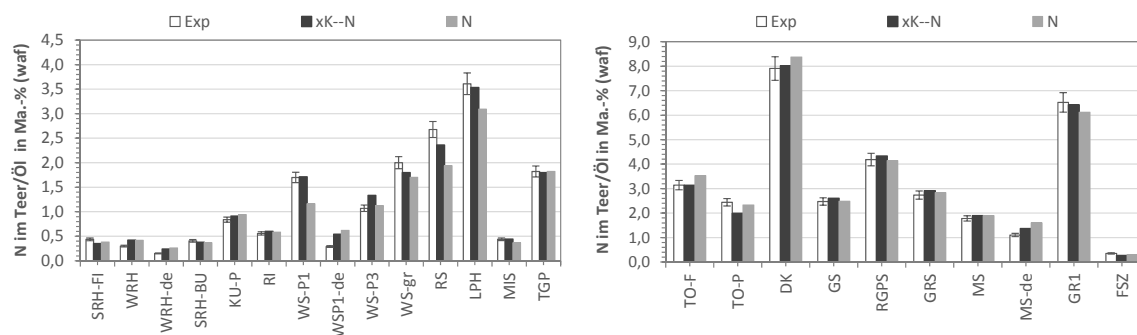 Exp xK--N N
N im Teer/Öl in Ma.-% (waf)
4,5
4,0
3,5
3,0
2,5
2,0
1,5
1,0
0,5
0,0
SRH-FI
WRH
WRH-de
SRH-BU
KU-P
RI
WS-P1
WSP1-de
WS-P3
WS-gr
RS
LPH
MIS
TGP
Exp xK--N N
N im Teer/Öl in Ma.-% (waf)
9,0
8,0
7,0
6,0
5,0
4,0
3,0
2,0
1,0
0,0
TO-F
TO-P
DK
GS
RGPS
GRS
MS
MS-de
GR1
FSZ